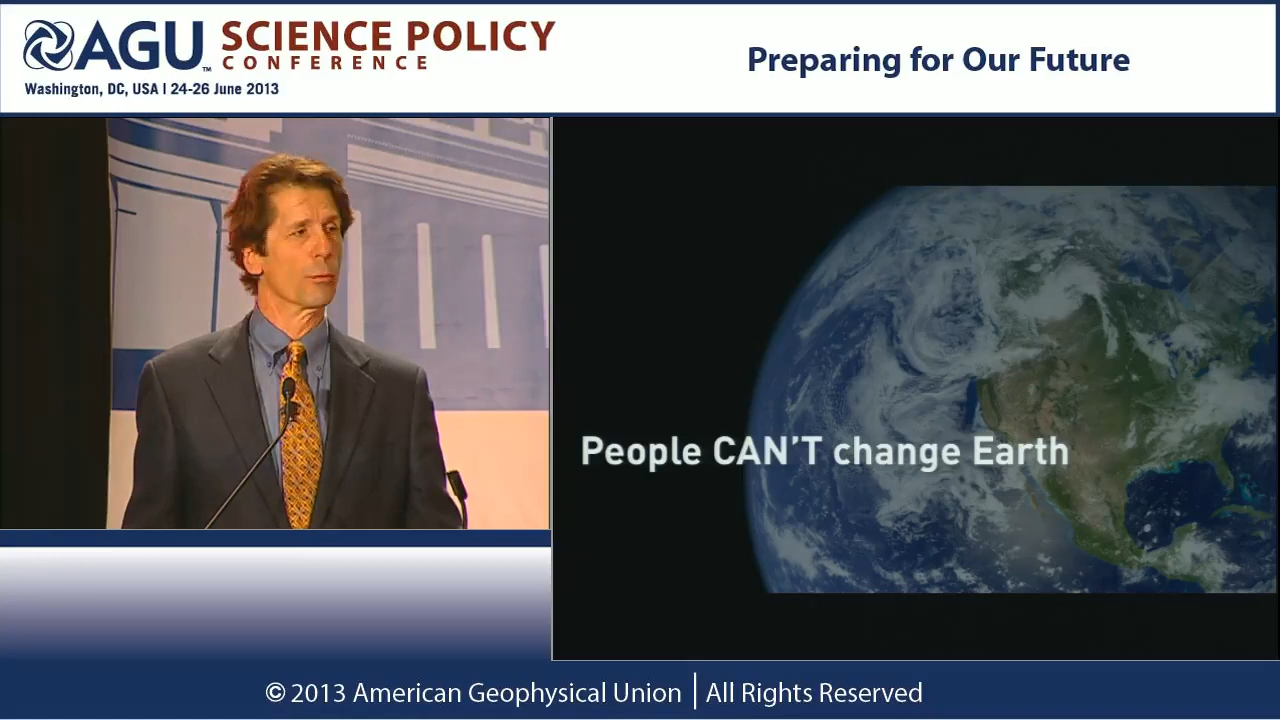 AGU™ SCIENCE POLICY
CONFERENCE
Washington, DC, USA | 24-26 June 2013
Preparing for Our Future
People CAN'T change Earth
© 2013 American Geophysical Union | All Rights Reserved